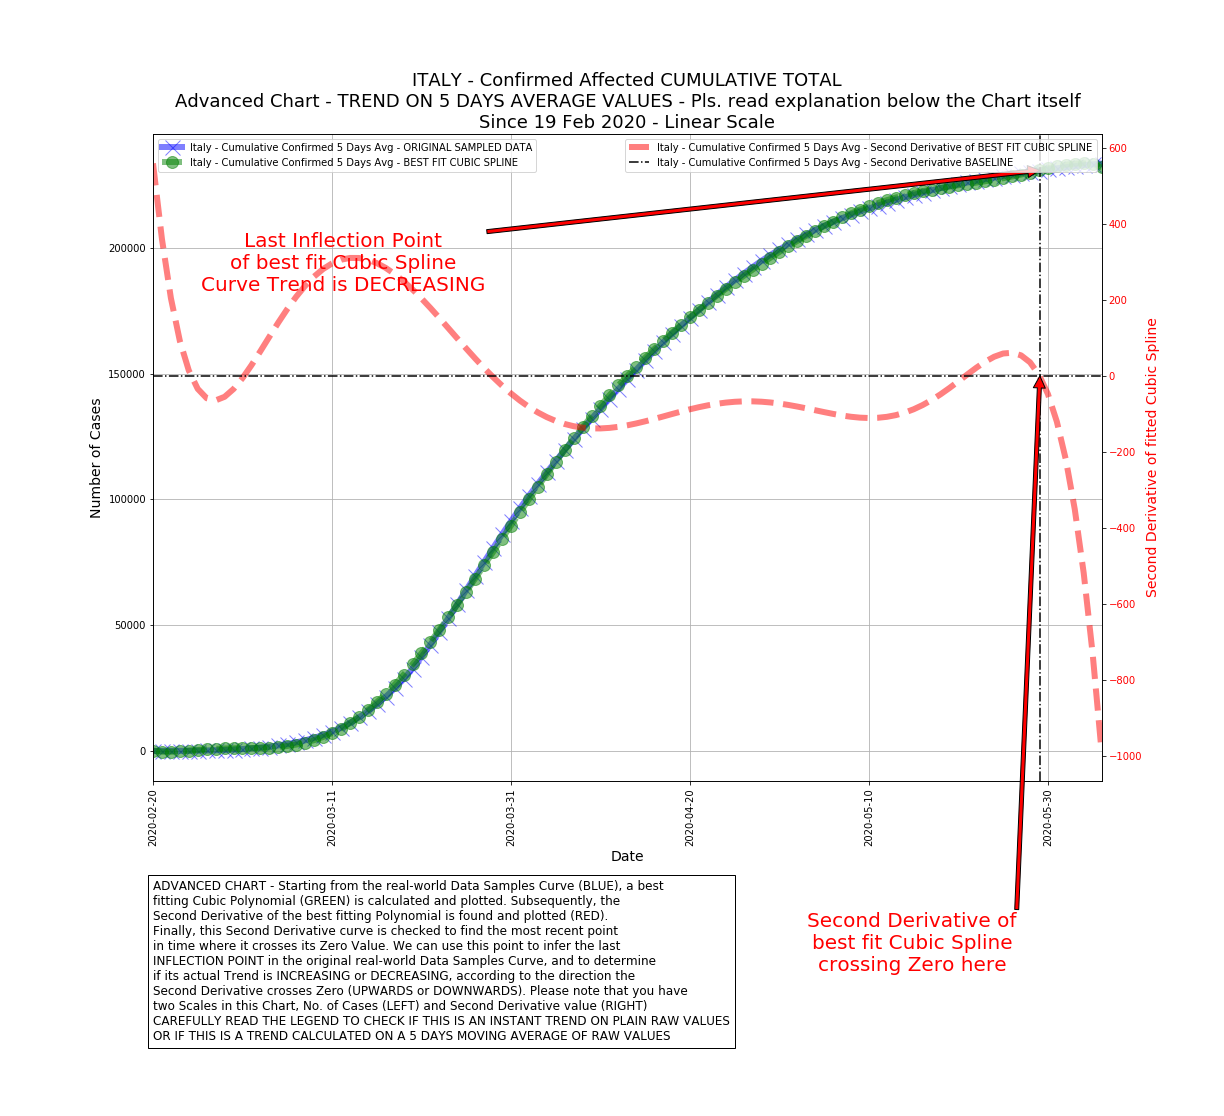 ITALY - Confirmed Affected CUMULATIVE TOTAL
Advanced Chart - TREND ON 5 DAYS AVERAGE VALUES - Pls. read explanation below the Chart itself
Since 19 Feb 2020 - Linear Scale
Italy - Cumulative Confirmed 5 Days Avg - ORIGINAL SAMPLED DATA
Italy - Cumulative Confirmed 5 Days Avg - BEST FIT CUBIC SPLINE
Italy - Cumulative Confirmed 5 Days Avg - Second Derivative of BEST FIT CUBIC SPLINE
Italy - Cumulative Confirmed 5 Days Avg - Second Derivative BASELINE
Last Inflection Point
of best fit Cubic Spline
Curve Trend is DECREASING
Number of Cases
200000
150000
100000
50000
0
600
400
200
0
−200
−400
−600
−800
−1000
Second Derivative of fitted Cubic Spline
2020-02-20
2020-03-11
2020-03-31
2020-04-20
2020-05-10
2020-05-30
Date
ADVANCED CHART - Starting from the real-world Data Samples Curve (BLUE), a best
fitting Cubic Polynomial (GREEN) is calculated and plotted. Subsequently, the
Second Derivative of the best fitting Polynomial is found and plotted (RED).
Finally, this Second Derivative curve is checked to find the most recent point
in time where it crosses its Zero Value. We can use this point to infer the last
INFLECTION POINT in the original real-world Data Samples Curve, and to determine
if its actual Trend is INCREASING or DECREASING, according to the direction the
Second Derivative crosses Zero (UPWARDS or DOWNWARDS). Please note that you have
two Scales in this Chart, No. of Cases (LEFT) and Second Derivative value (RIGHT)
CAREFULLY READ THE LEGEND TO CHECK IF THIS IS AN INSTANT TREND ON PLAIN RAW VALUES
OR IF THIS IS A TREND CALCULATED ON A 5 DAYS MOVING AVERAGE OF RAW VALUES
Second Derivative of
best fit Cubic Spline
crossing Zero here